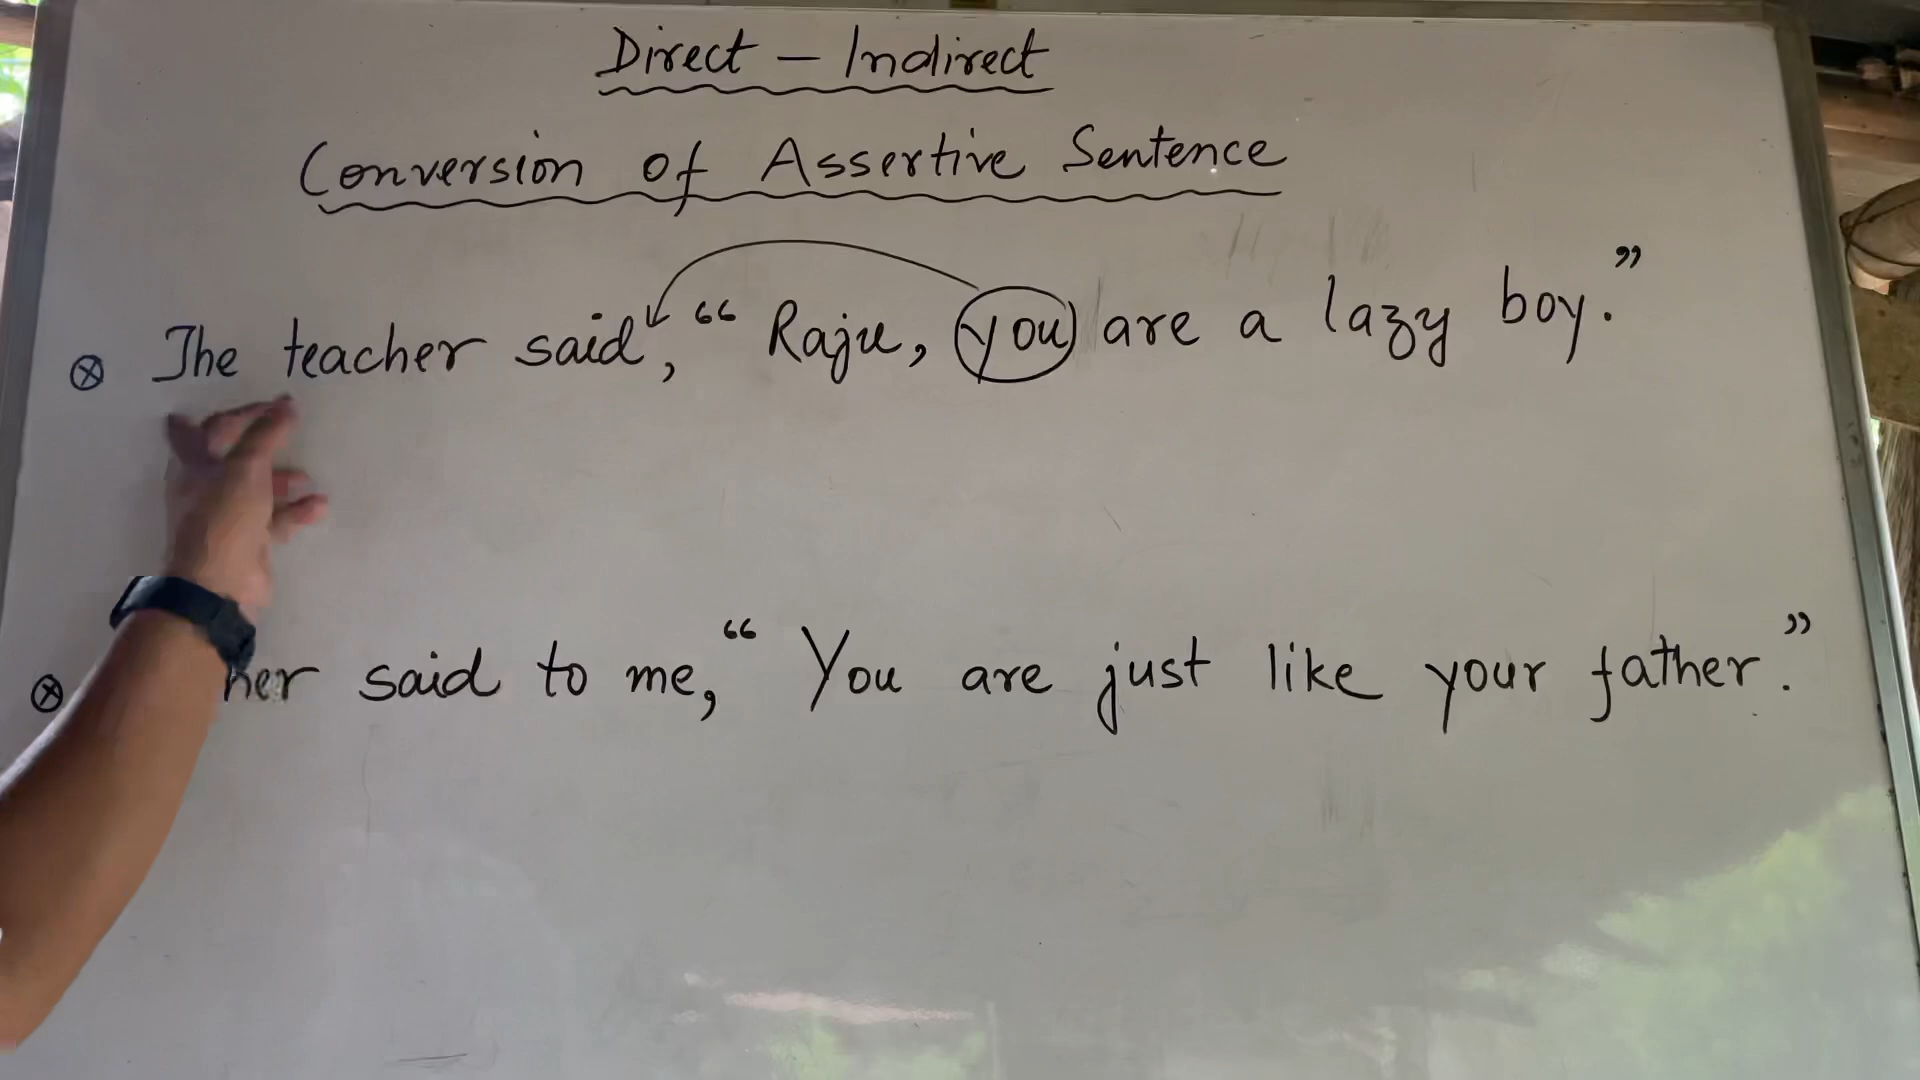 Direct – Indirect
Conversion of Assertive Sentence
⊗ The teacher said, “Raju, you are a lazy boy.”
⊗ said to me, “You are just like your father.”